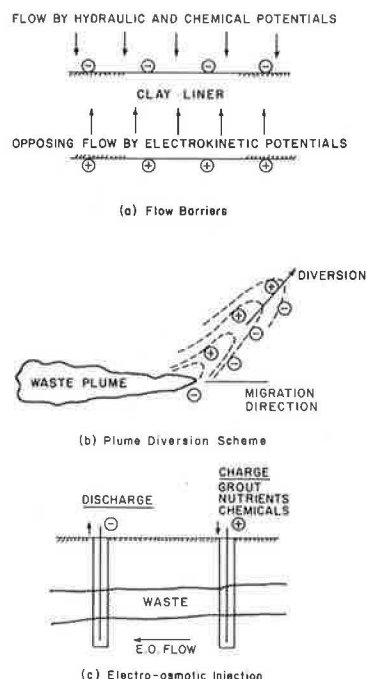 FLOW BY HYDRAULIC AND CHEMICAL POTENTIALS
CLAY LINER
OPPOSING FLOW BY ELECTROKINETIC POTENTIALS
(a) Flow Barriers
DIVERSION
WASTE PLUME
MIGRATION
DIRECTION
(b) Plume Diversion Scheme
CHARGE
GROUT
NUTRIENTS
CHEMICALS
DISCHARGE
WASTE
E.O. FLOW
(c) Electro-osmotic Injection